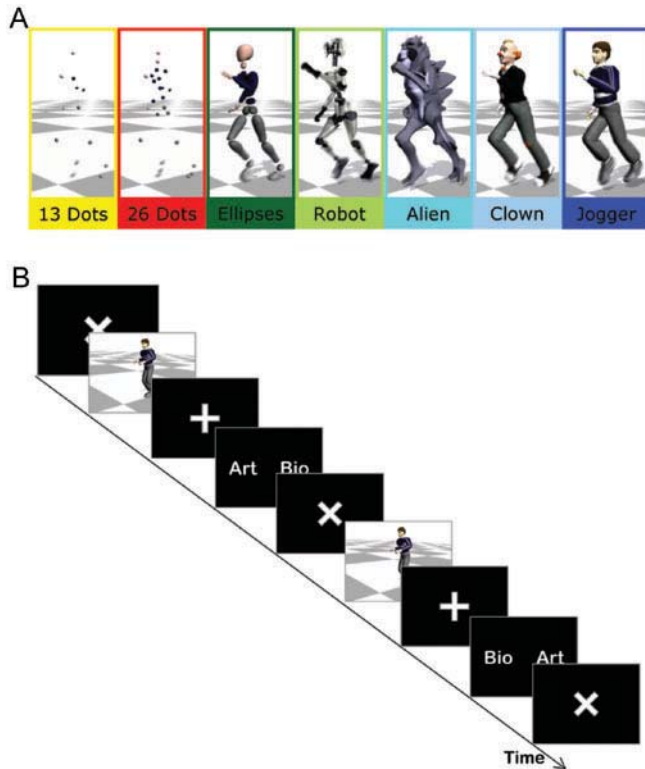 A
13 Dots 26 Dots Ellipses Robot Alien Clown Jogger
B
Art Bio
Bio Art
Time